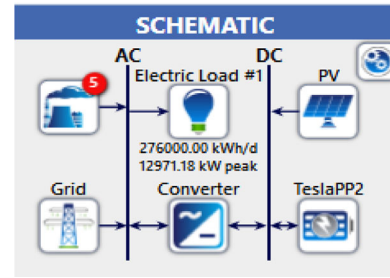 SCHEMATIC
AC DC
5
Electric Load #1
PV
276000.00 kWh/d
12971.18 kW peak
Grid
Converter
TeslaPP2